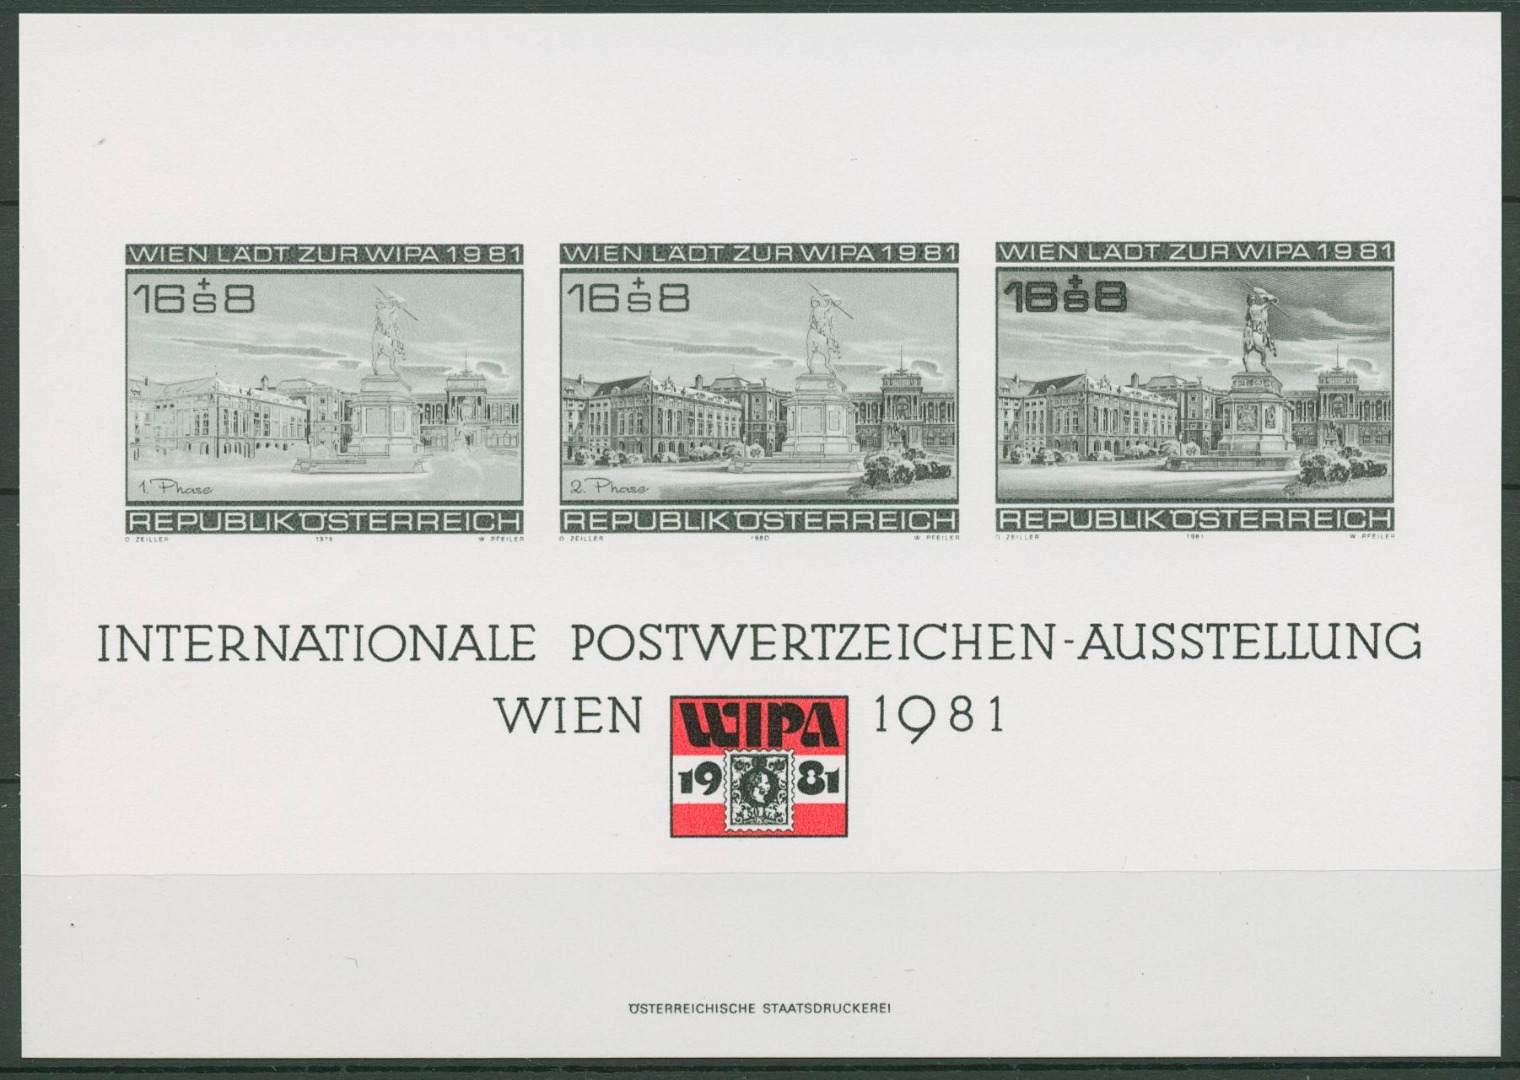 WIEN LÄDT ZUR WIPA 1981
16+S8
1. Phase
REPUBLIK ÖSTERREICH
O ZEILLER 1979 W. PFEILER
WIEN LÄDT ZUR WIPA 1981
16+S8
2. Phase
REPUBLIK ÖSTERREICH
O ZEILLER 1980 W. PFEILER
WIEN LÄDT ZUR WIPA 1981
16+S8
REPUBLIK ÖSTERREICH
O ZEILLER 1981 W. PFEILER
INTERNATIONALE POSTWERTZEICHEN-AUSSTELLUNG
WIEN 1981
WIPA
1981
ÖSTERREICHISCHE STAATSDRUCKEREI